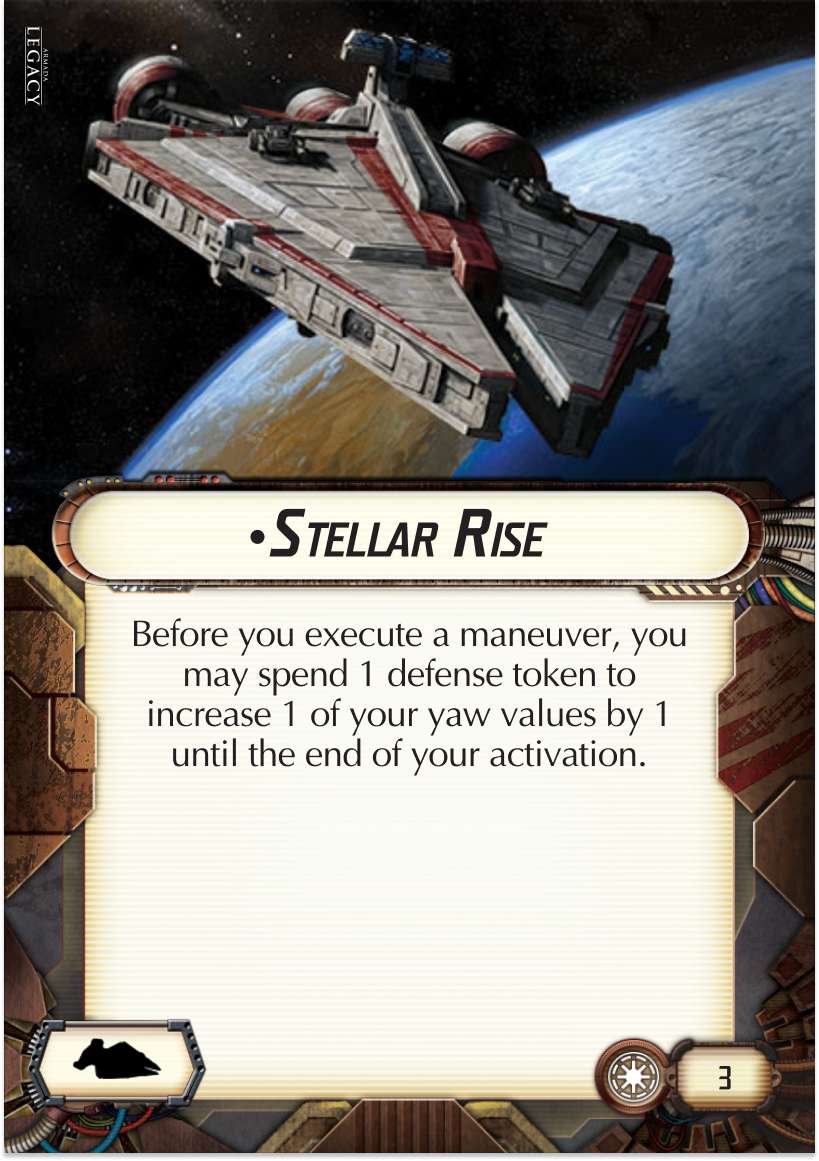 ARMADA
LEGACY
•Stellar Rise
Before you execute a maneuver, you
may spend 1 defense token to
increase 1 of your yaw values by 1
until the end of your activation.
3